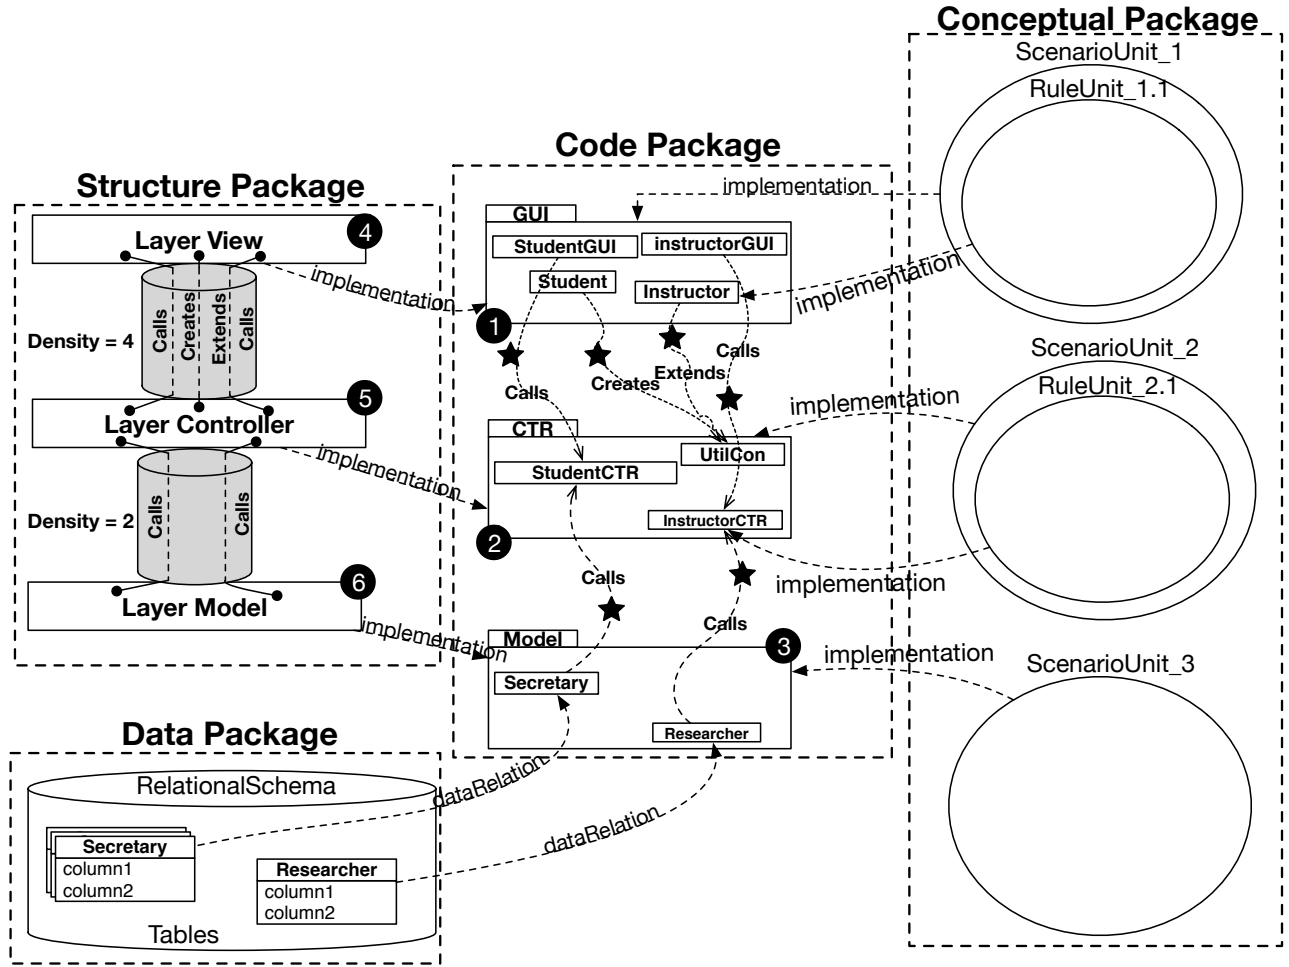 Conceptual Package
ScenarioUnit_1
RuleUnit_1.1
ScenarioUnit_2
RuleUnit_2.1
ScenarioUnit_3
Code Package
implementation
implementation
implementation
implementation
implementation
GUI
StudentGUI
instructorGUI
Student
Instructor
1
Calls
Creates
Extends
Calls
CTR
UtilCon
StudentCTR
InstructorCTR
2
Calls
Calls
Model
3
Secretary
Researcher
Structure Package
Layer View
4
implementation
Calls
Creates
Extends
Calls
Density = 4
Layer Controller
5
implementation
Calls
Calls
Density = 2
Layer Model
6
implementation
Data Package
RelationalSchema
Secretary
column1
column2
Researcher
column1
column2
Tables
dataRelation
dataRelation